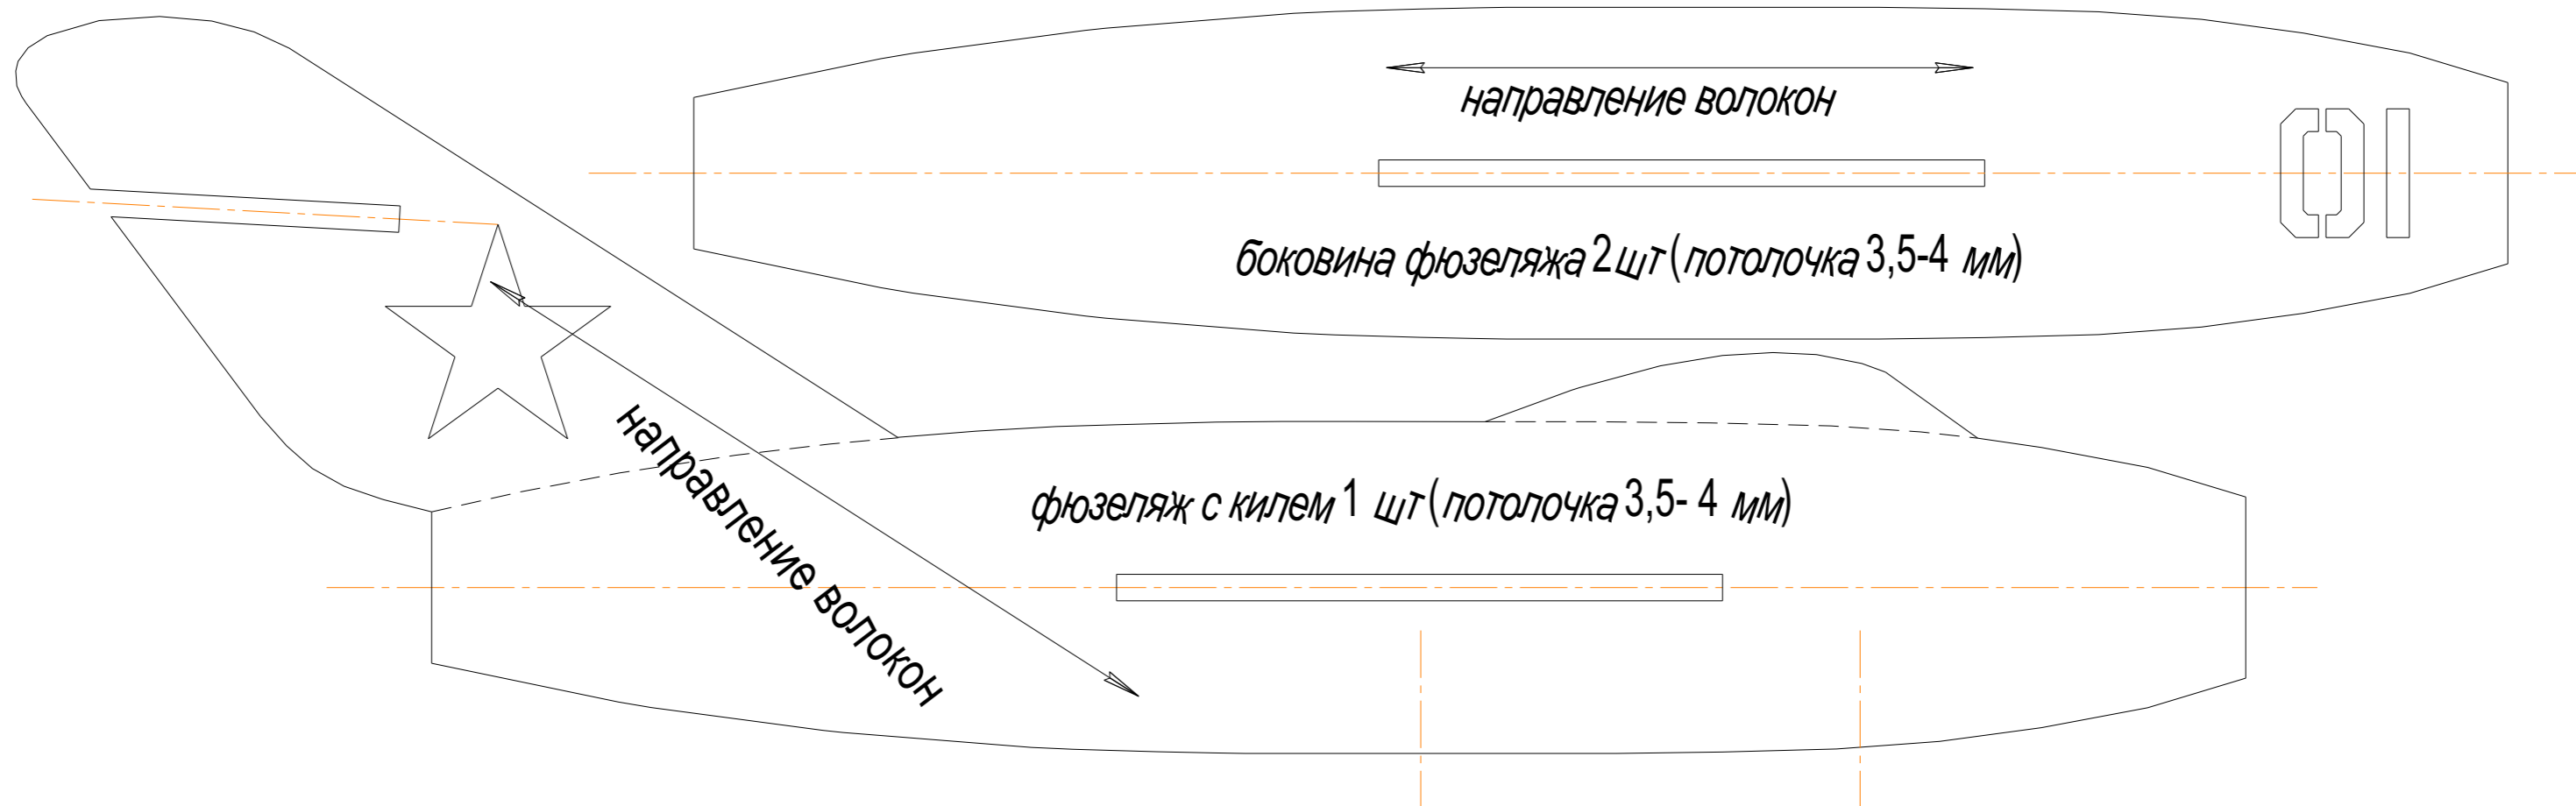 направление волокон
01
боковина фюзеляжа 2 шт (потолочка 3,5-4 мм)
фюзеляж с килем 1 шт (потолочка 3,5- 4 мм)
направление волокон